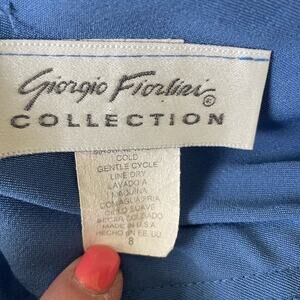 Giorgio Fiorlini ®
COLLECTION
COLD
GENTLE CYCLE
LINE DRY
LAVADO A
MAQUINA
CON AGUA FRIA
CICLO SUAVE
SECAR COLGADO
MADE IN U.S.A.
HECHO EN EE.UU.
8